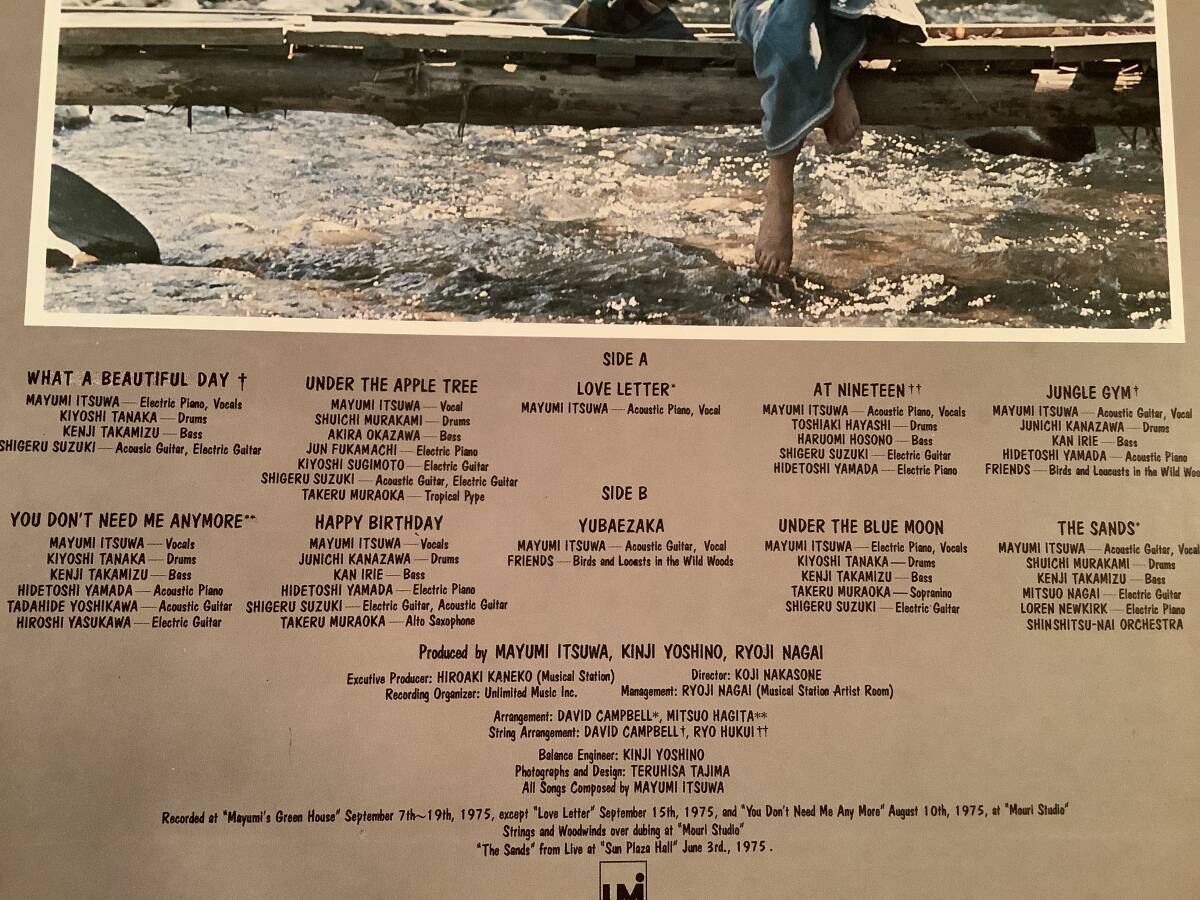 SIDE A
WHAT A BEAUTIFUL DAY †
MAYUMI ITSUWA — Electric Piano, Vocals
KIYOSHI TANAKA — Drums
KENJI TAKAMIZU — Bass
SHIGERU SUZUKI — Acousic Guitar, Electric Guitar
UNDER THE APPLE TREE
MAYUMI ITSUWA — Vocal
SHUICHI MURAKAMI — Drums
AKIRA OKAZAWA — Bass
JUN FUKAMACHI — Electric Piano
KIYOSHI SUGIMOTO — Electric Guitar
SHIGERU SUZUKI — Acoustic Guitar, Electric Guitar
TAKERU MURAOKA — Tropical Pype
LOVE LETTER*
MAYUMI ITSUWA — Acoustic Piano, Vocal
AT NINETEEN ††
MAYUMI ITSUWA — Acoustic Piano, Vocals
TOSHIAKI HAYASHI — Drums
HARUOMI HOSONO — Bass
SHIGERU SUZUKI — Electric Guitar
HIDETOSHI YAMADA — Electric Piano
JUNGLE GYM †
MAYUMI ITSUWA — Acoustic Guitar, Vocal
JUNICHI KANAZAWA — Drums
KAN IRIE — Bass
HIDETOSHI YAMADA — Acoustic Piano
FRIENDS — Birds and Loucusts in the Wild Woo
SIDE B
YOU DON'T NEED ME ANYMORE**
MAYUMI ITSUWA — Vocals
KIYOSHI TANAKA — Drums
KENJI TAKAMIZU — Bass
HIDETOSHI YAMADA — Acoustic Piano
TADAHIDE YOSHIKAWA — Acoustic Guitar
HIROSHI YASUKAWA — Electric Guitar
HAPPY BIRTHDAY
MAYUMI ITSUWA — Vocals
JUNICHI KANAZAWA — Drums
KAN IRIE — Bass
HIDETOSHI YAMADA — Electric Piano
SHIGERU SUZUKI — Electric Guitar, Acoustic Guitar
TAKERU MURAOKA — Alto Saxophone
YUBAEZAKA
MAYUMI ITSUWA — Acoustic Guitar, Vocal
FRIENDS — Birds and Locusts in the Wild Woods
UNDER THE BLUE MOON
MAYUMI ITSUWA — Electric Piano, Vocals
KIYOSHI TANAKA — Drums
KENJI TAKAMIZU — Bass
TAKERU MURAOKA — Sopranino
SHIGERU SUZUKI — Electric Guitar
THE SANDS*
MAYUMI ITSUWA — Acoustic Guitar, Vocal
SHUICHI MURAKAMI — Drums
KENJI TAKAMIZU — Bass
MITSUO NAGAI — Electric Guitar
LOREN NEWKIRK — Electric Piano
SHINSHITSU-NAI ORCHESTRA
Produced by MAYUMI ITSUWA, KINJI YOSHINO, RYOJI NAGAI
Excutive Producer: HIROAKI KANEKO (Musical Station) Director: KOJI NAKASONE
Recording Organizer: Unlimited Music Inc. Management: RYOJI NAGAI (Musical Station Artist Room)
Arrangement: DAVID CAMPBELL*, MITSUO HAGITA**
String Arrangement: DAVID CAMPBELL†, RYO HUKUI††
Balance Engineer: KINJI YOSHINO
Photographs and Design: TERUHISA TAJIMA
All Songs Composed by MAYUMI ITSUWA
Recorded at "Mayumi's Green House" September 7th~19th, 1975, except "Love Letter" September 15th, 1975, and "You Don't Need Me Any More" August 10th, 1975, at "Mouri Studio"
Strings and Woodwinds over dubing at "Mouri Studio"
"The Sands" from Live at "Sun Plaza Hall" June 3rd., 1975.